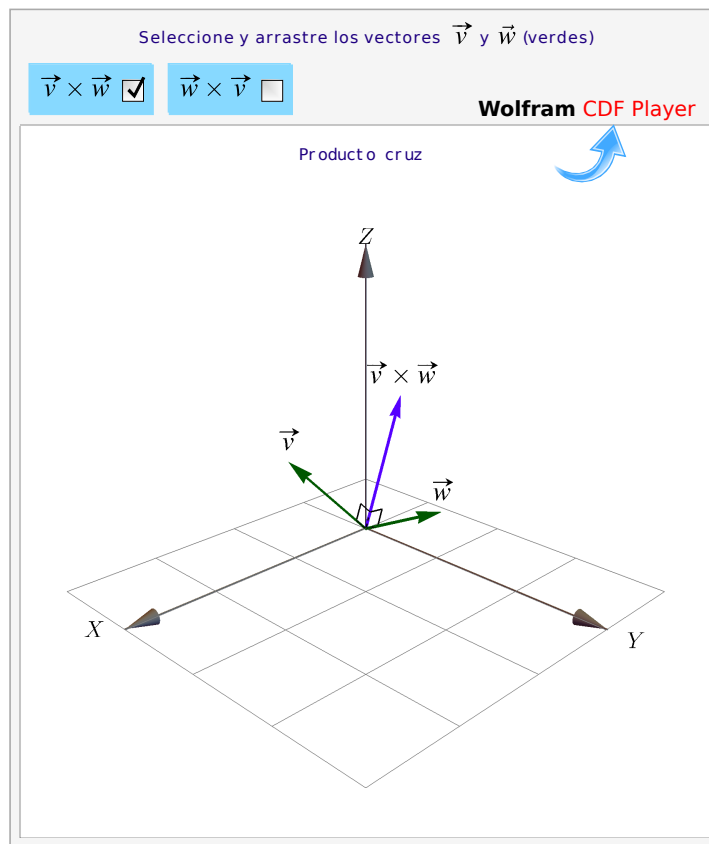 Seleccione y arrastre los vectores v⃗ y w⃗ (verdes)
v⃗ × w⃗ w⃗ × v⃗
Wolfram CDF Player
Producto cruz
Z
v⃗ × w⃗
v⃗
w⃗
X
Y